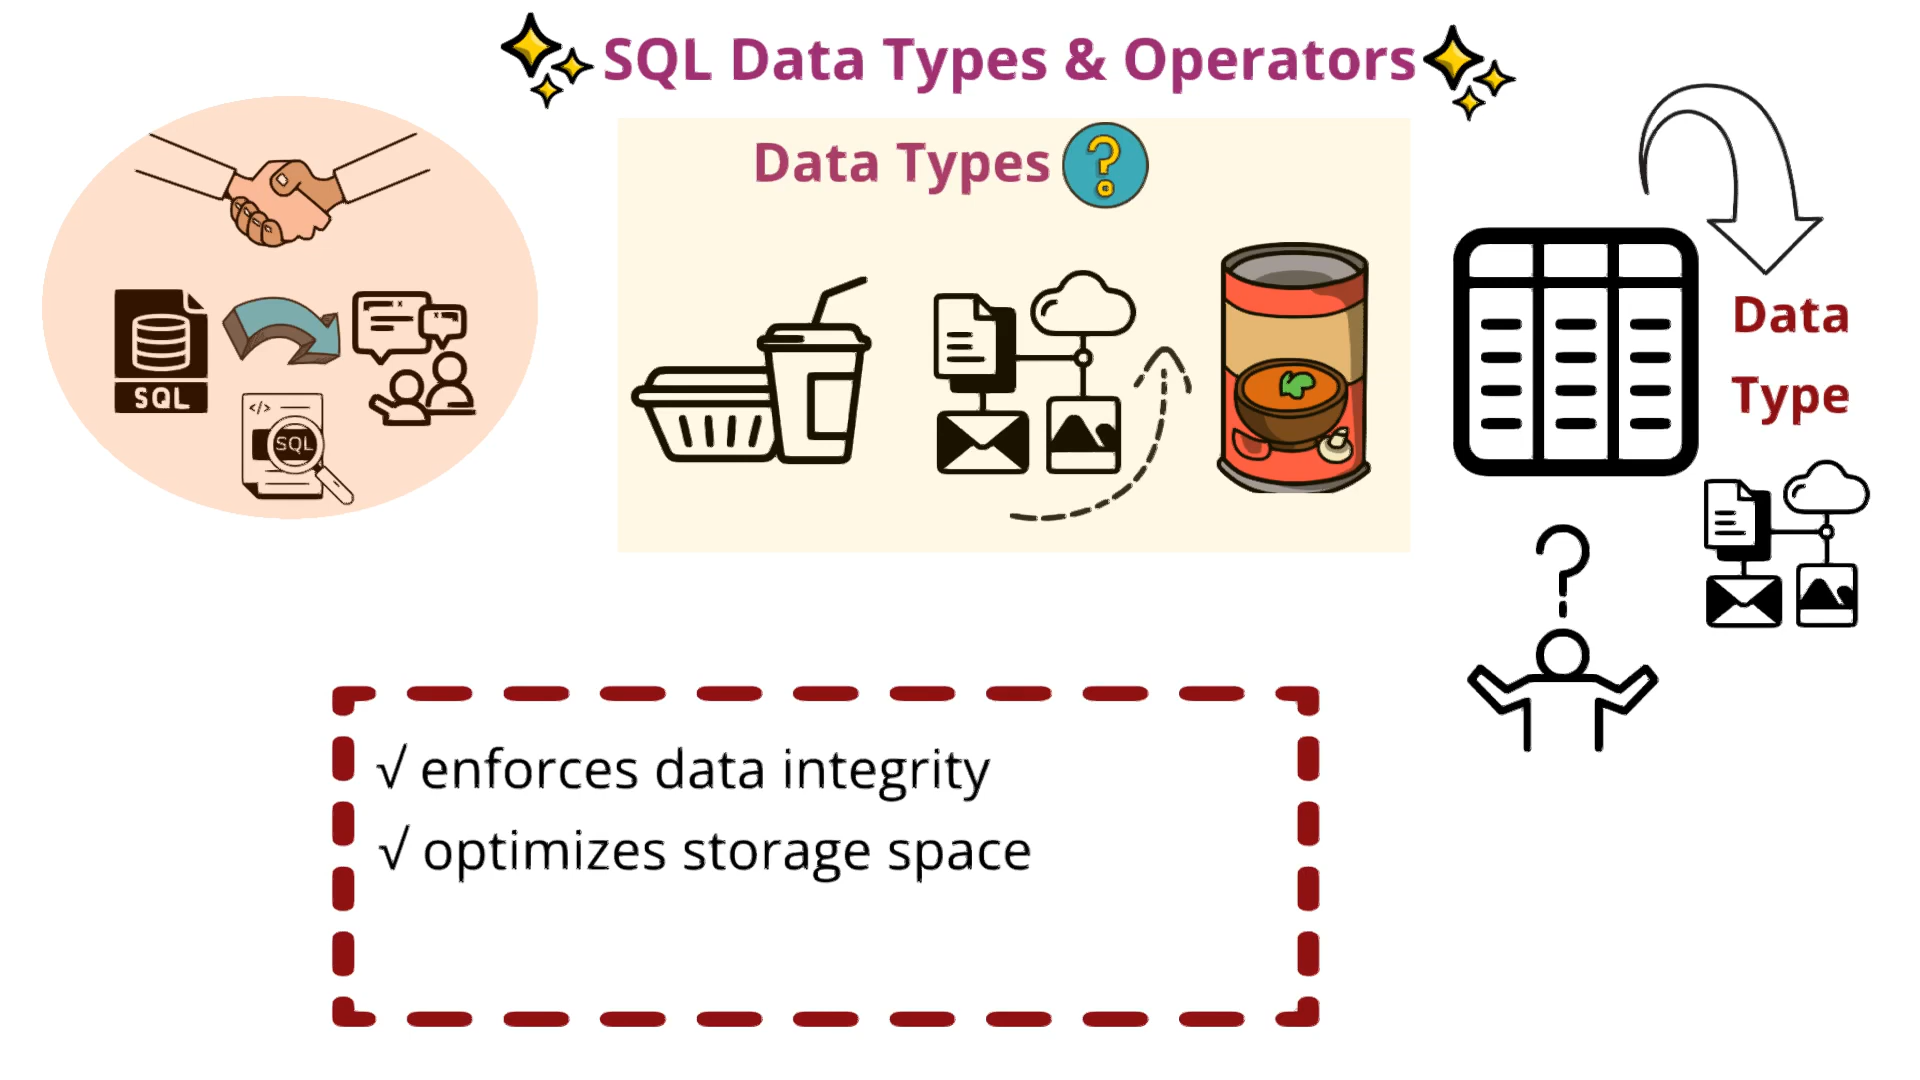 SQL Data Types & Operators
Data Types ?
SQL
</>
SQL
Data
Type
?
√ enforces data integrity
√ optimizes storage space